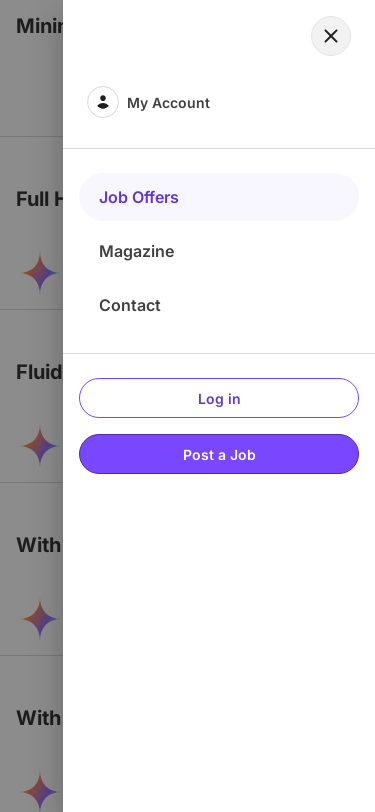 Minir
My Account
Job Offers
Full H
Magazine
Contact
Fluid
Log in
Post a Job
With
With